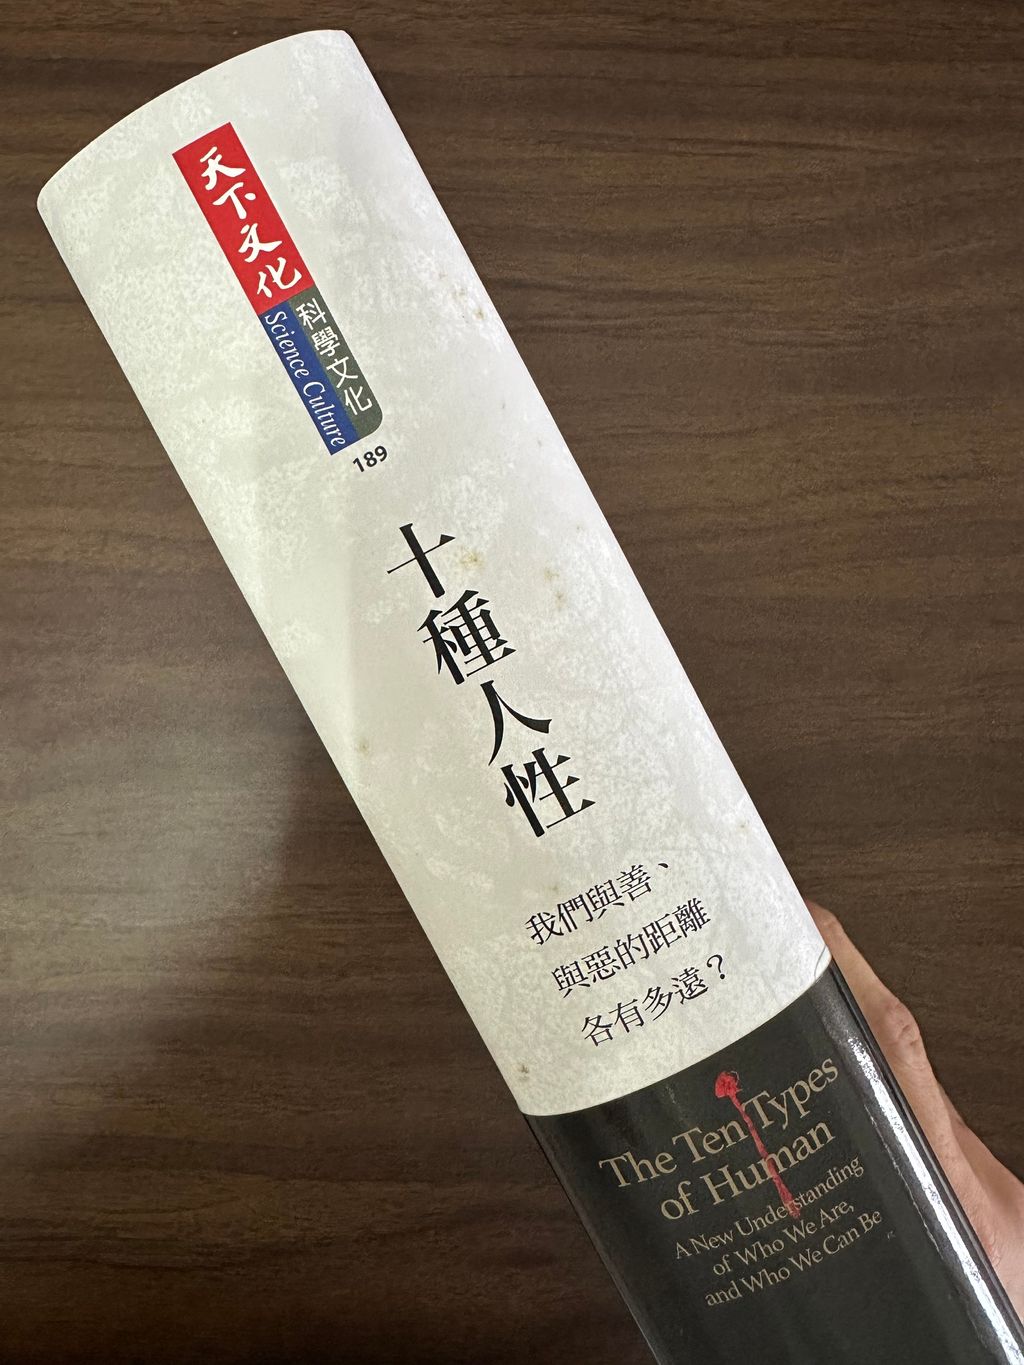 天下文化
科學文化
Science Culture
189
十種人性
我們與善、
與惡的距離
各有多遠？
The Ten Types
of Human
A New Understanding
of Who We Are,
and Who We Can Be